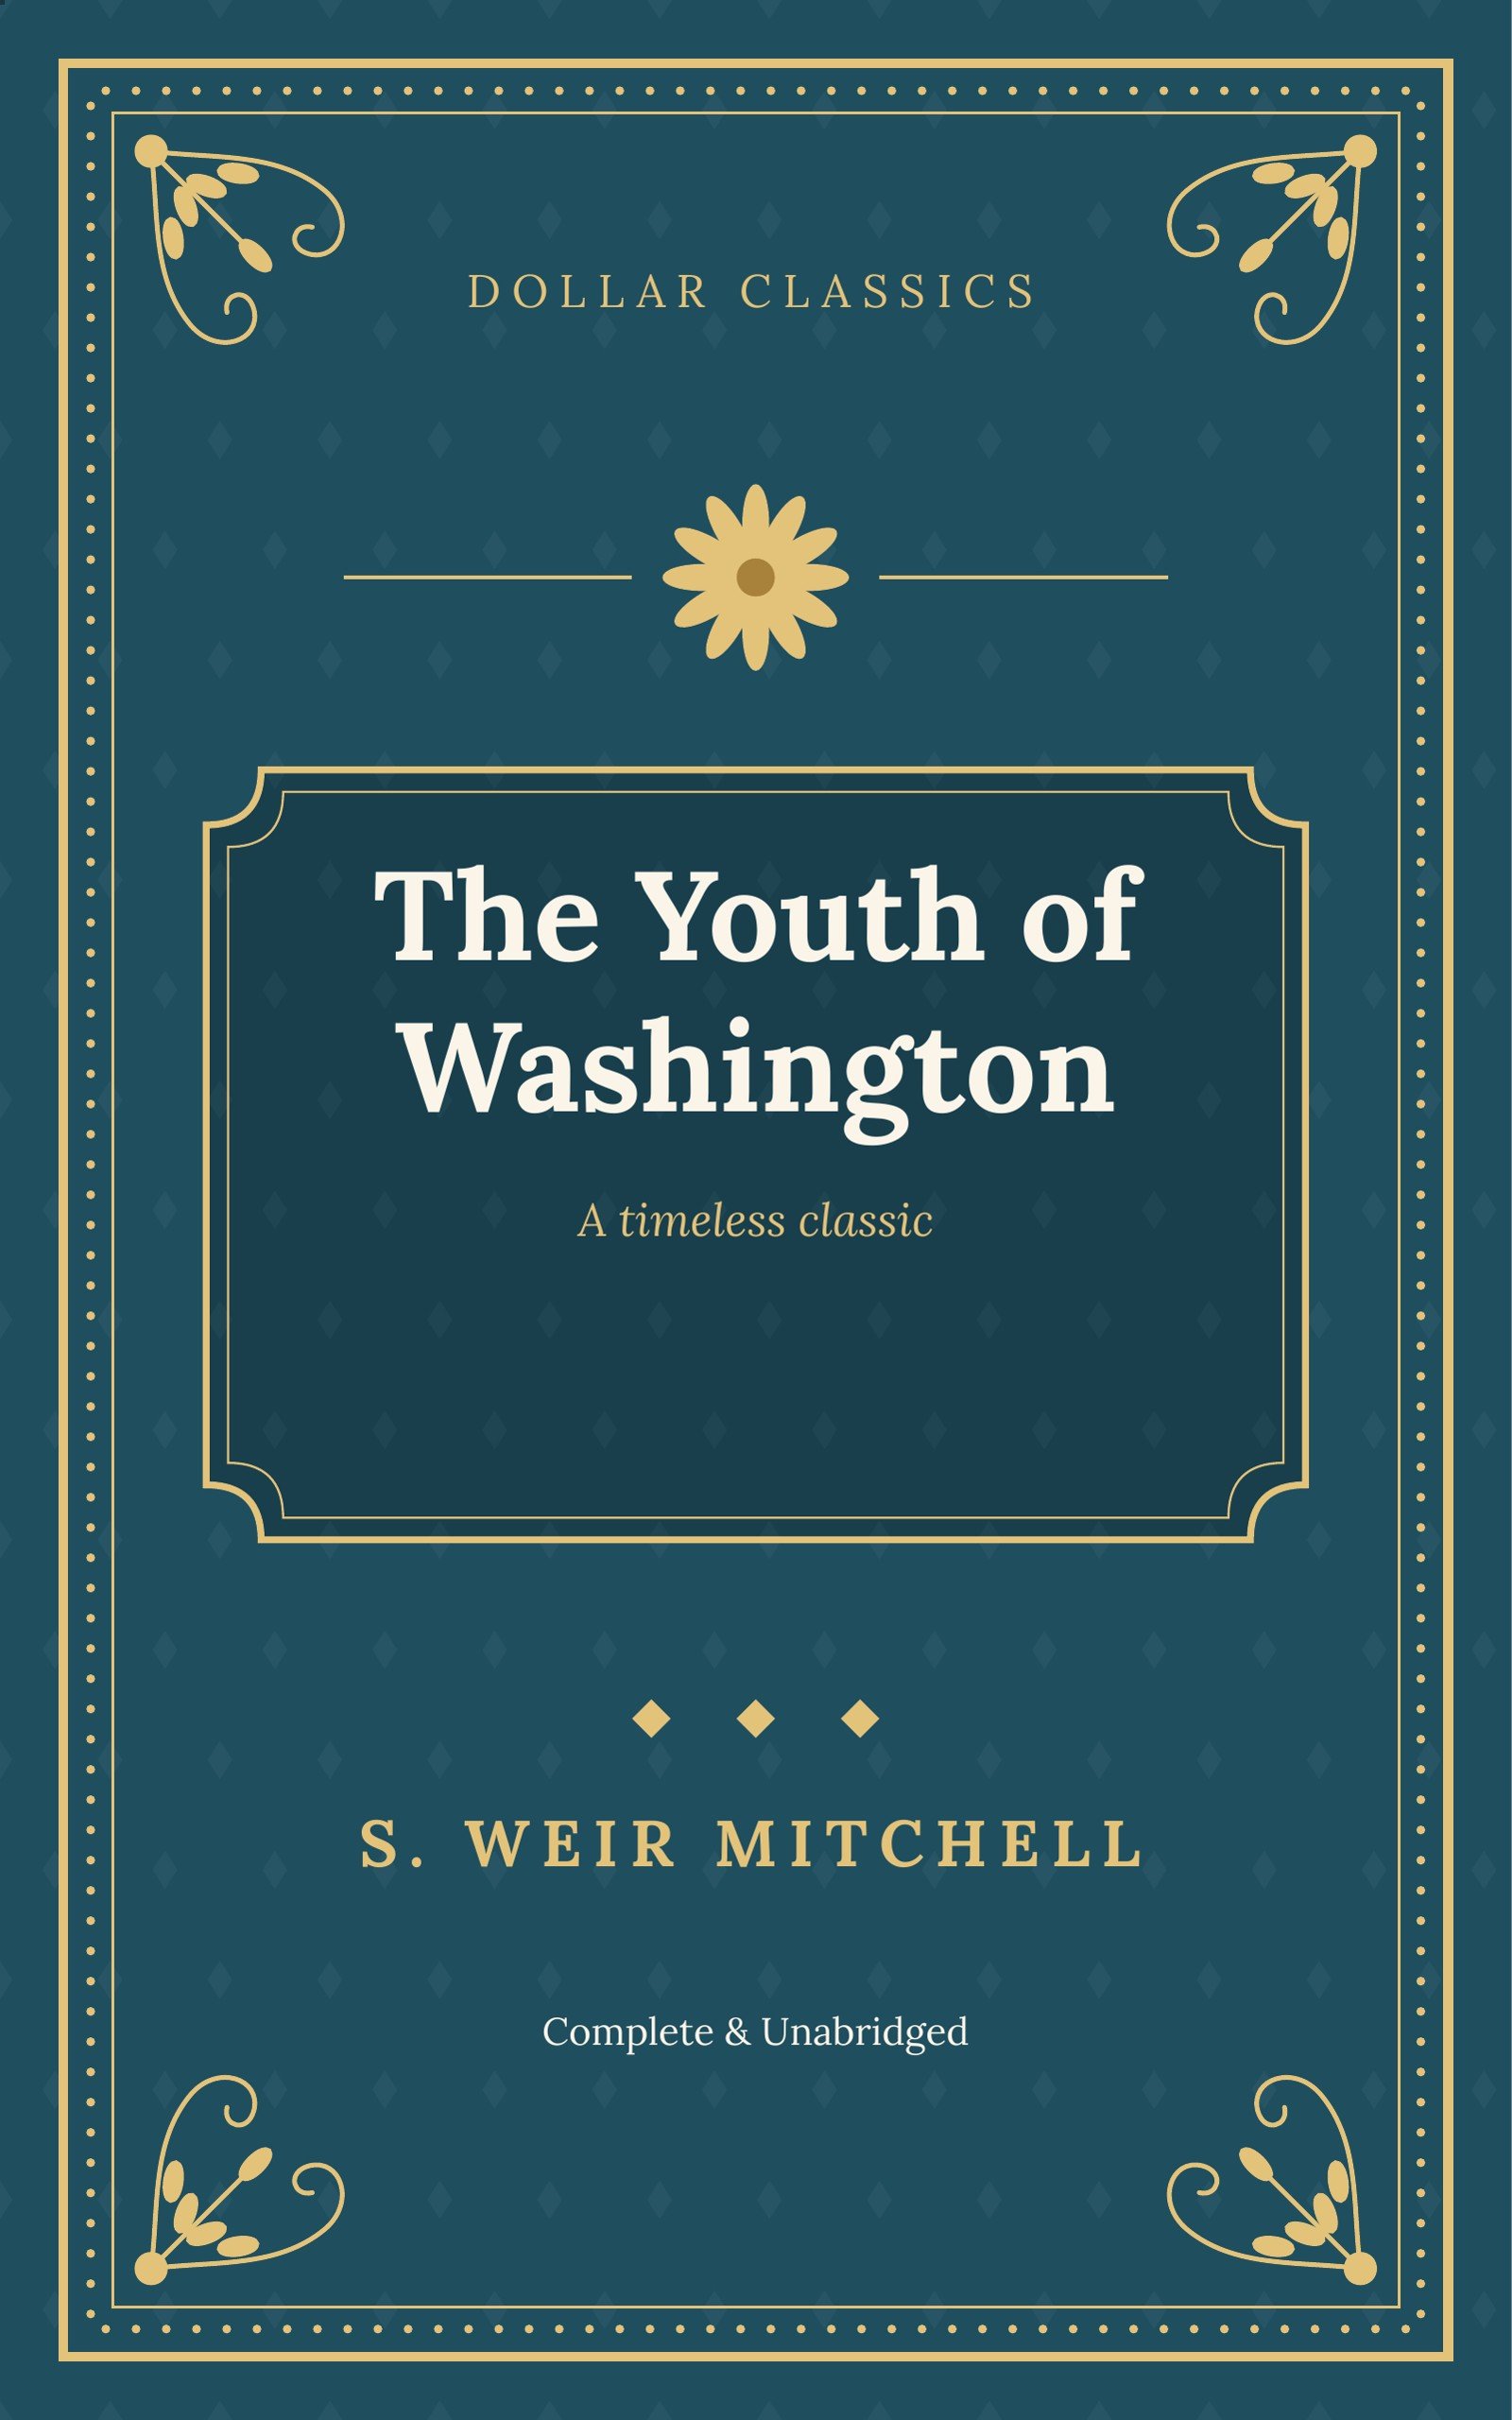 DOLLAR CLASSICS
The Youth of
Washington
A timeless classic
S. WEIR MITCHELL
Complete & Unabridged